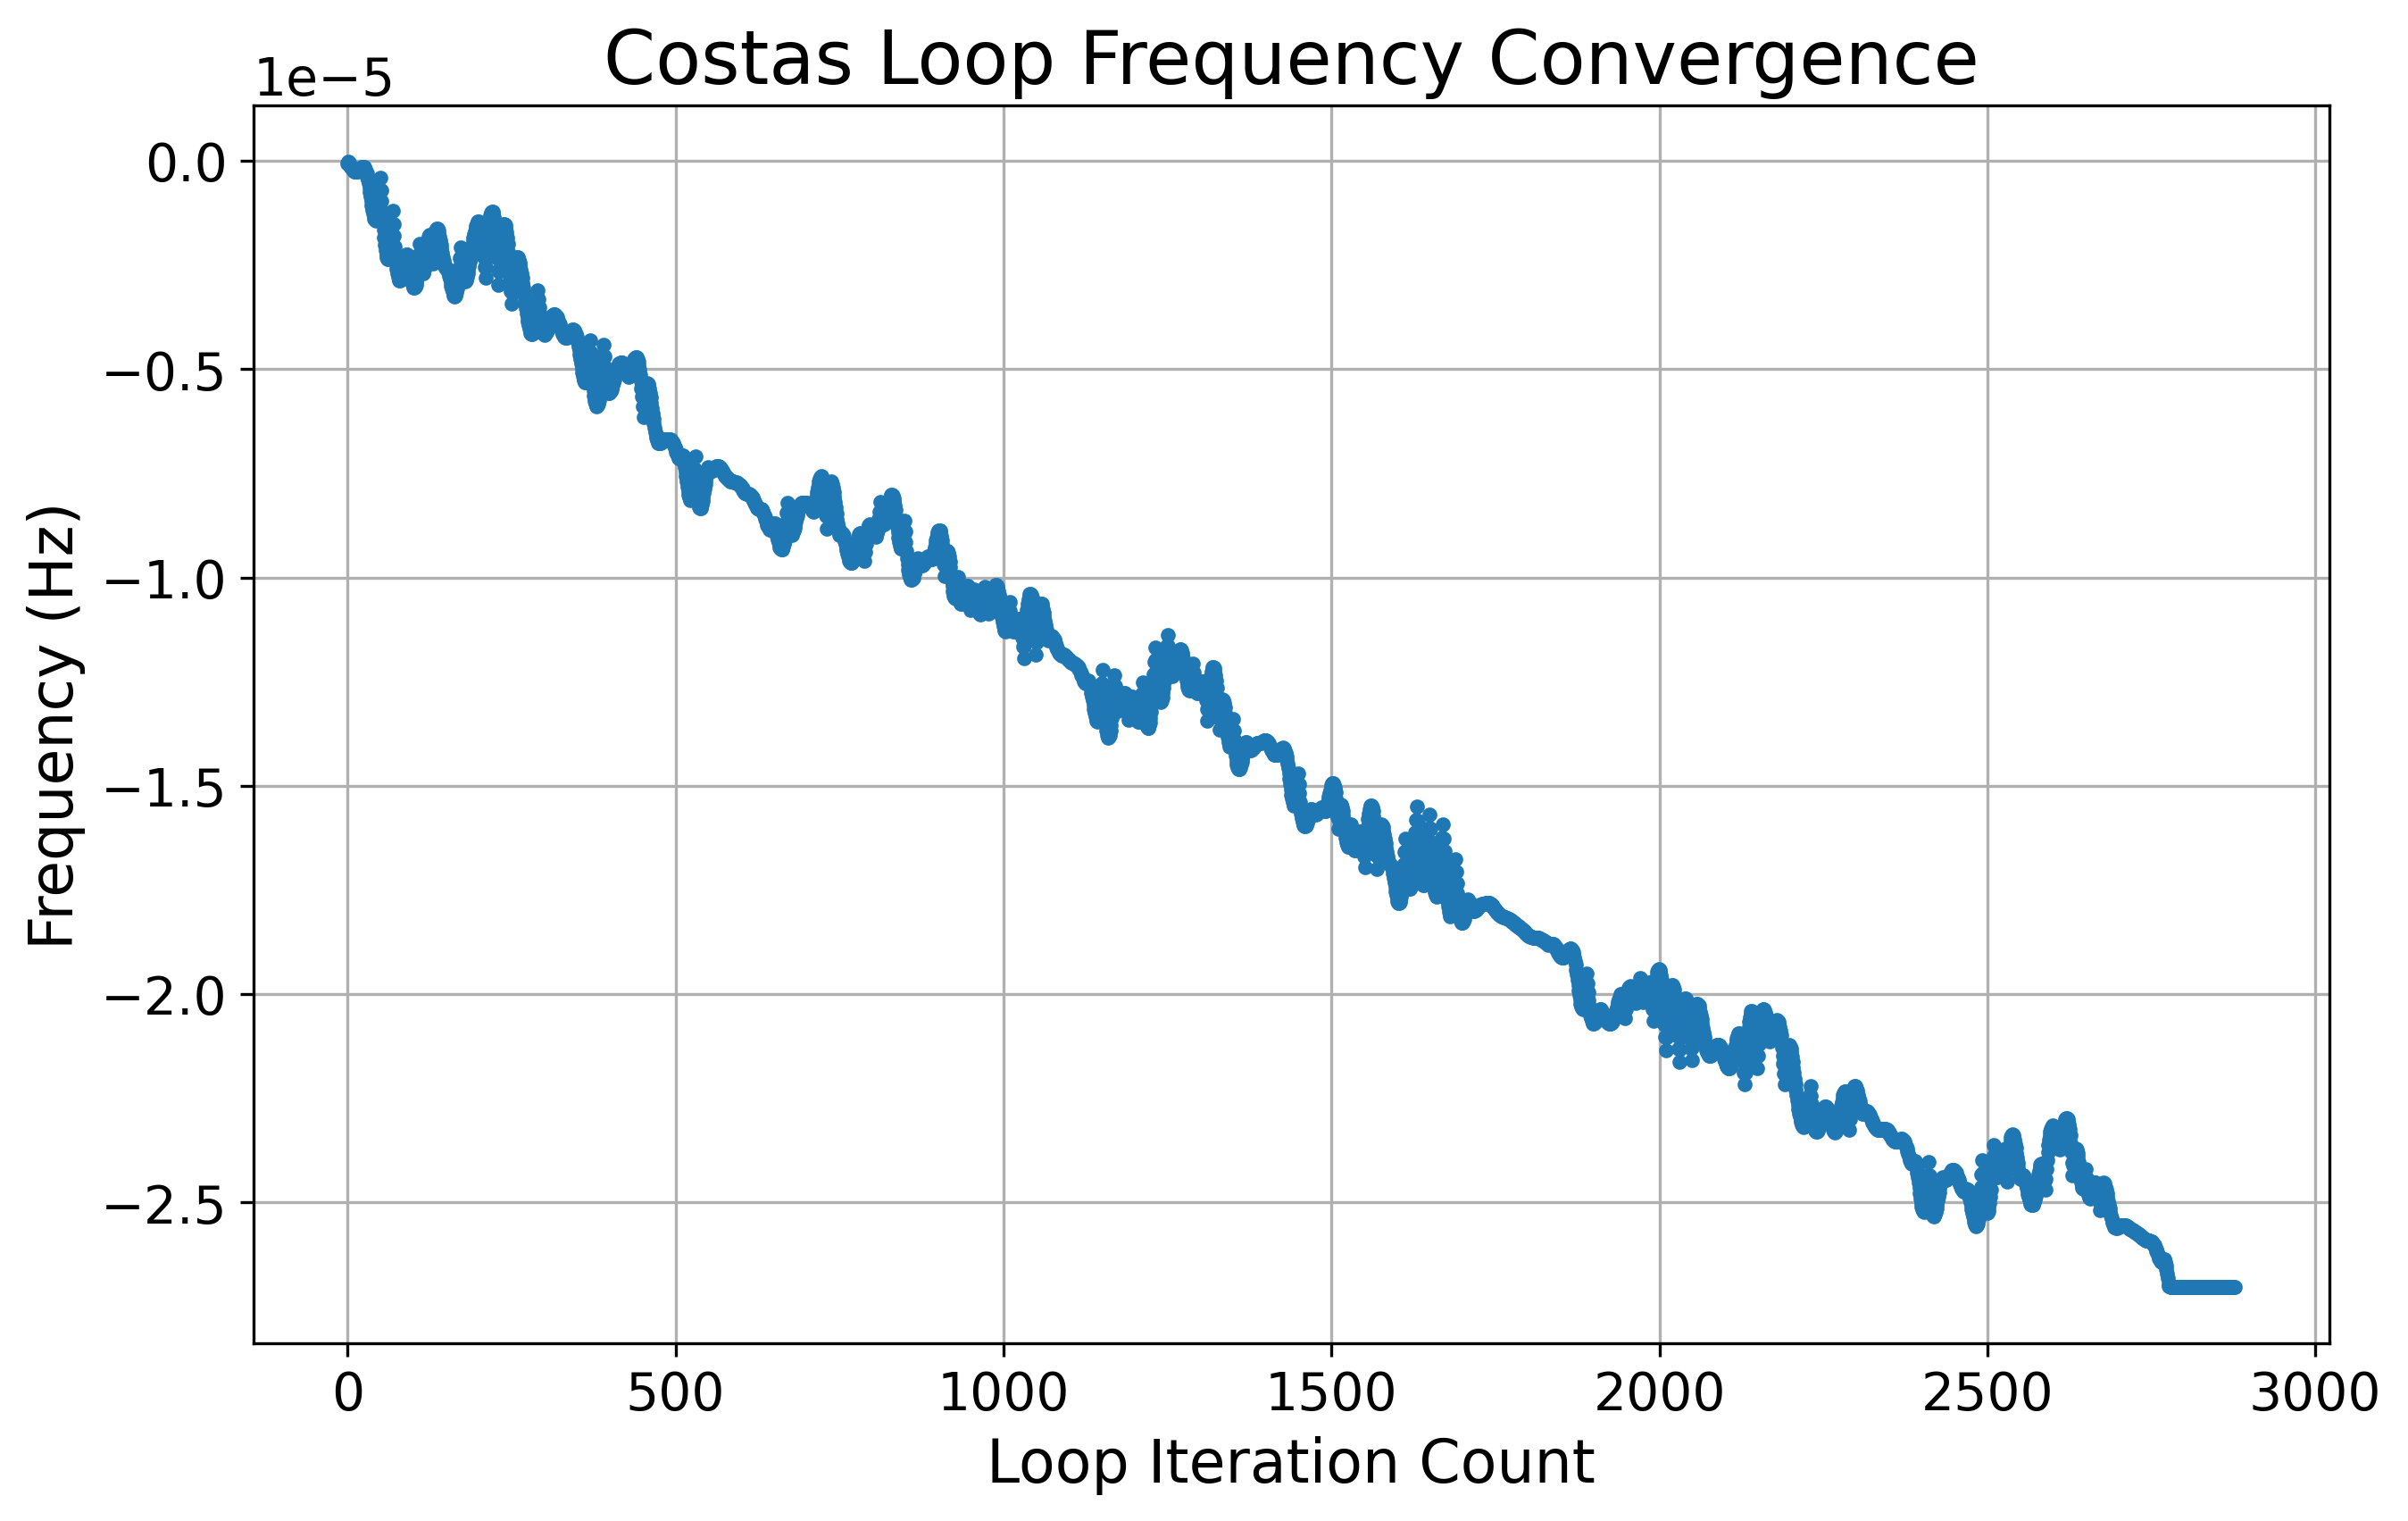 Costas Loop Frequency Convergence
1e−5
0.0
−0.5
−1.0
−1.5
−2.0
−2.5
Frequency (Hz)
0 500 1000 1500 2000 2500 3000
Loop Iteration Count